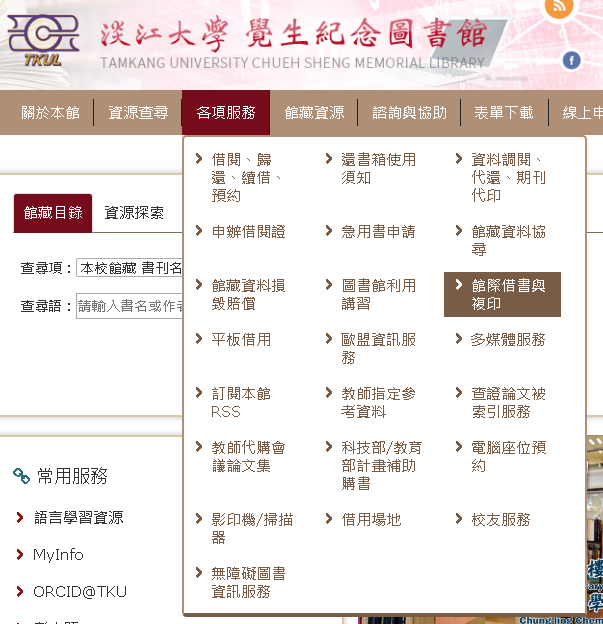 淡江大學 覺生紀念圖書館
TKUL
TAMKANG UNIVERSITY CHUEH SHENG MEMORIAL LIBRARY
關於本館 資源查尋 各項服務 館藏資源 諮詢與協助 表單下載 線上申
借閱、歸
還、續借、
預約
還書箱使用
須知
資料調閱、
代還、期刊
代印
申辦借閱證
急用書申請
館藏資料協
尋
館藏資料損
毀賠償
圖書館利用
講習
館際借書與
複印
平板借用
歐盟資訊服
務
多媒體服務
訂閱本館
RSS
教師指定參
考資料
查證論文被
索引服務
教師代購會
議論文集
科技部/教育
部計畫補助
購書
電腦座位預
約
影印機/掃描
器
借用場地
校友服務
無障礙圖書
資訊服務
館藏目錄 資源探索
查尋項：本校館藏 書刊名
查尋語：請輸入書名或作者
常用服務
語言學習資源
MyInfo
ORCID@TKU
樓
學
Chungling Chem